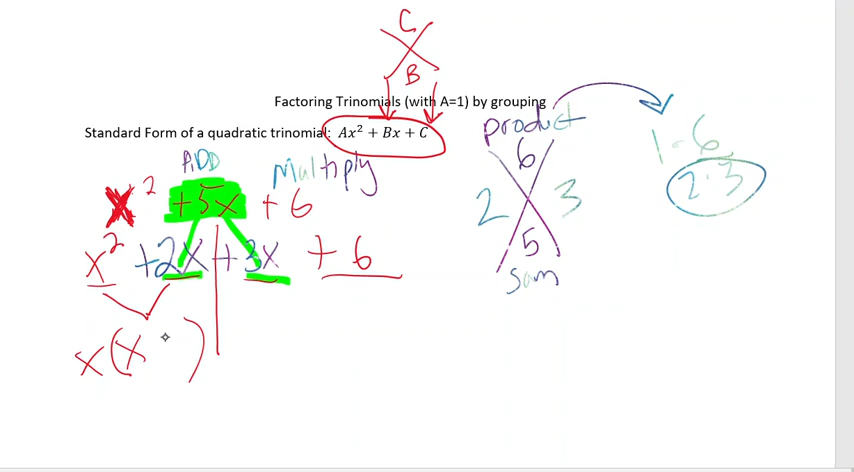 C
B
Factoring Trinomials (with A=1) by grouping
Standard Form of a quadratic trinomial: Ax² + Bx + C
product
ADD
Multiply
x² +5x + 6
6
2 3
5
sum
1 · 6
2 · 3
x² +2x + 3x + 6
x(x )